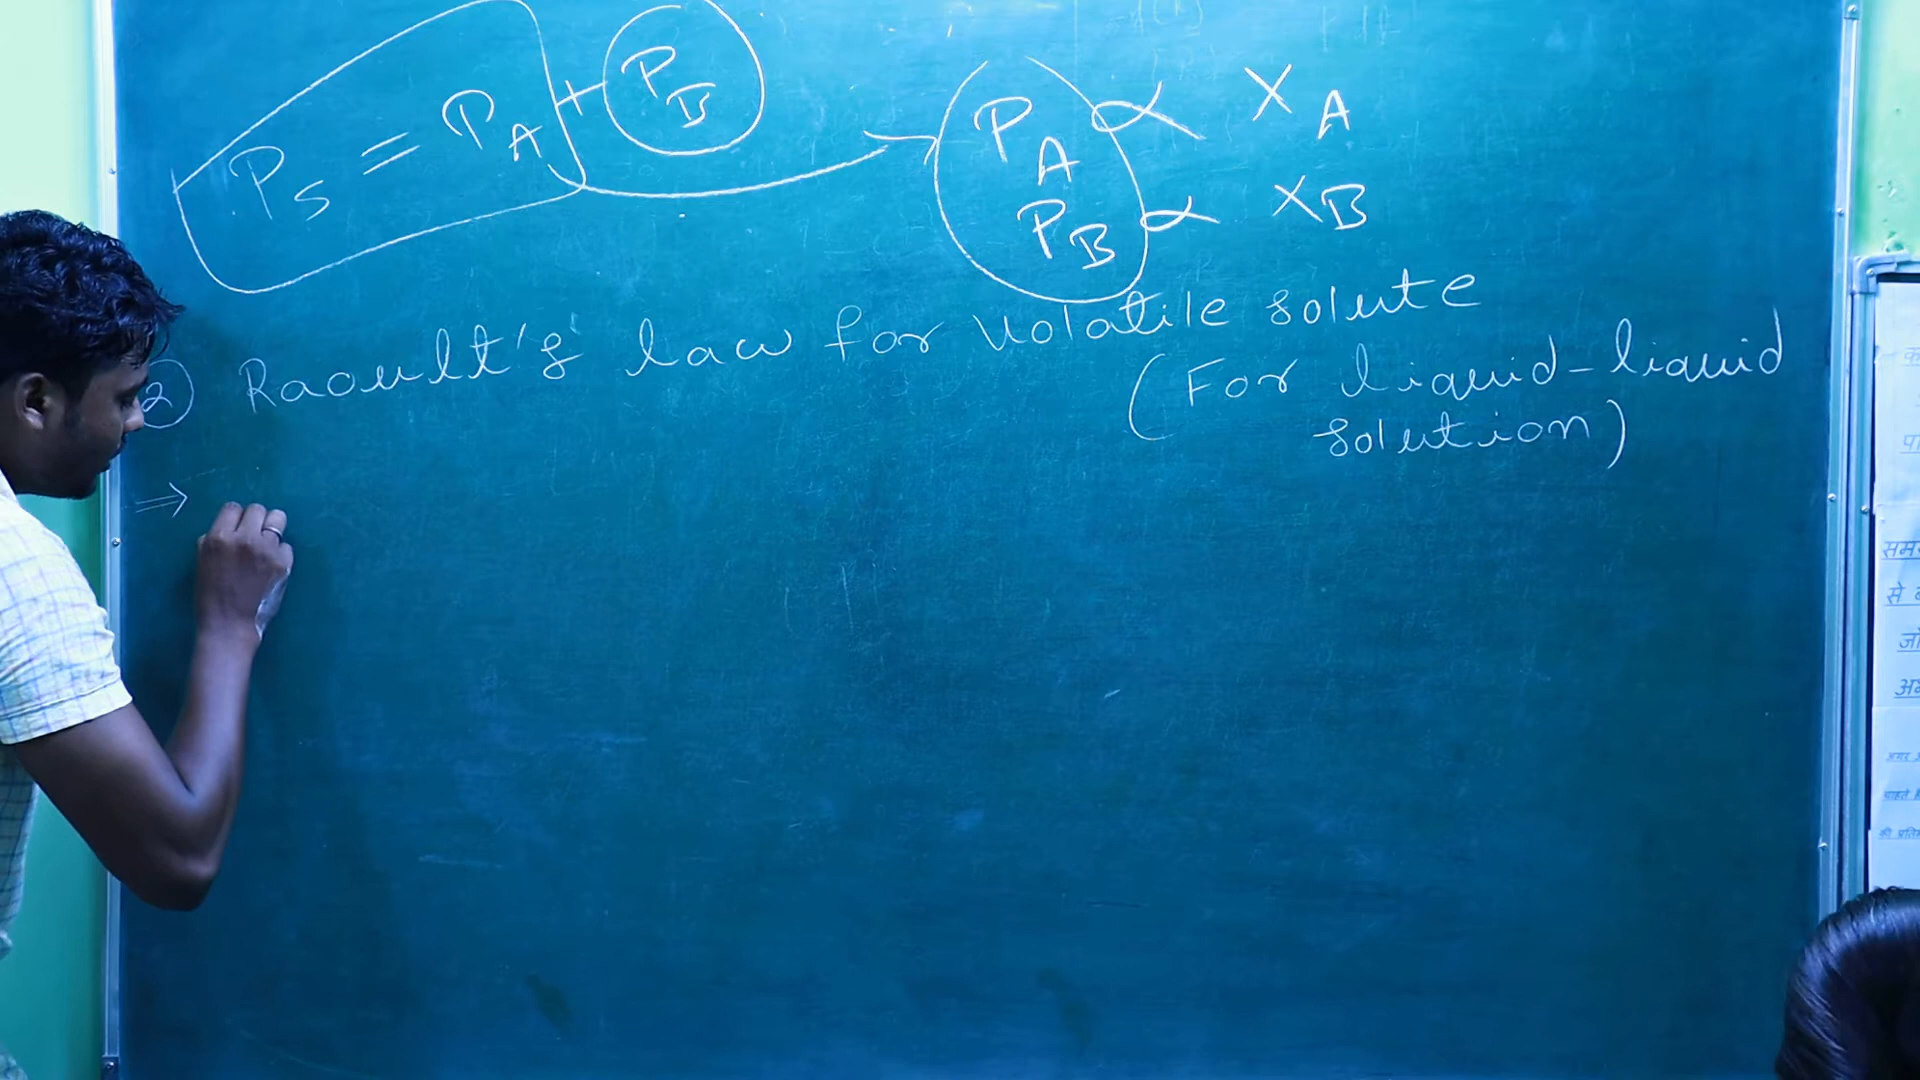 Ps = PA + PB
PA ∝ XA
PB ∝ XB
② Raoult's law for volatile solute
(For liquid-liquid
solution)
⇒
से